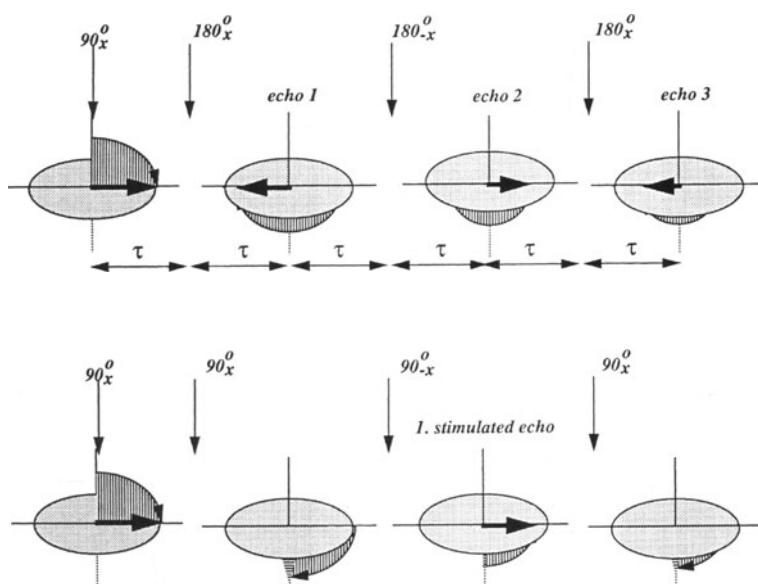 90°x 180°x 180°-x 180°x
echo 1 echo 2 echo 3
τ τ τ τ τ τ
90°x 90°x 90°-x 90°x
1. stimulated echo